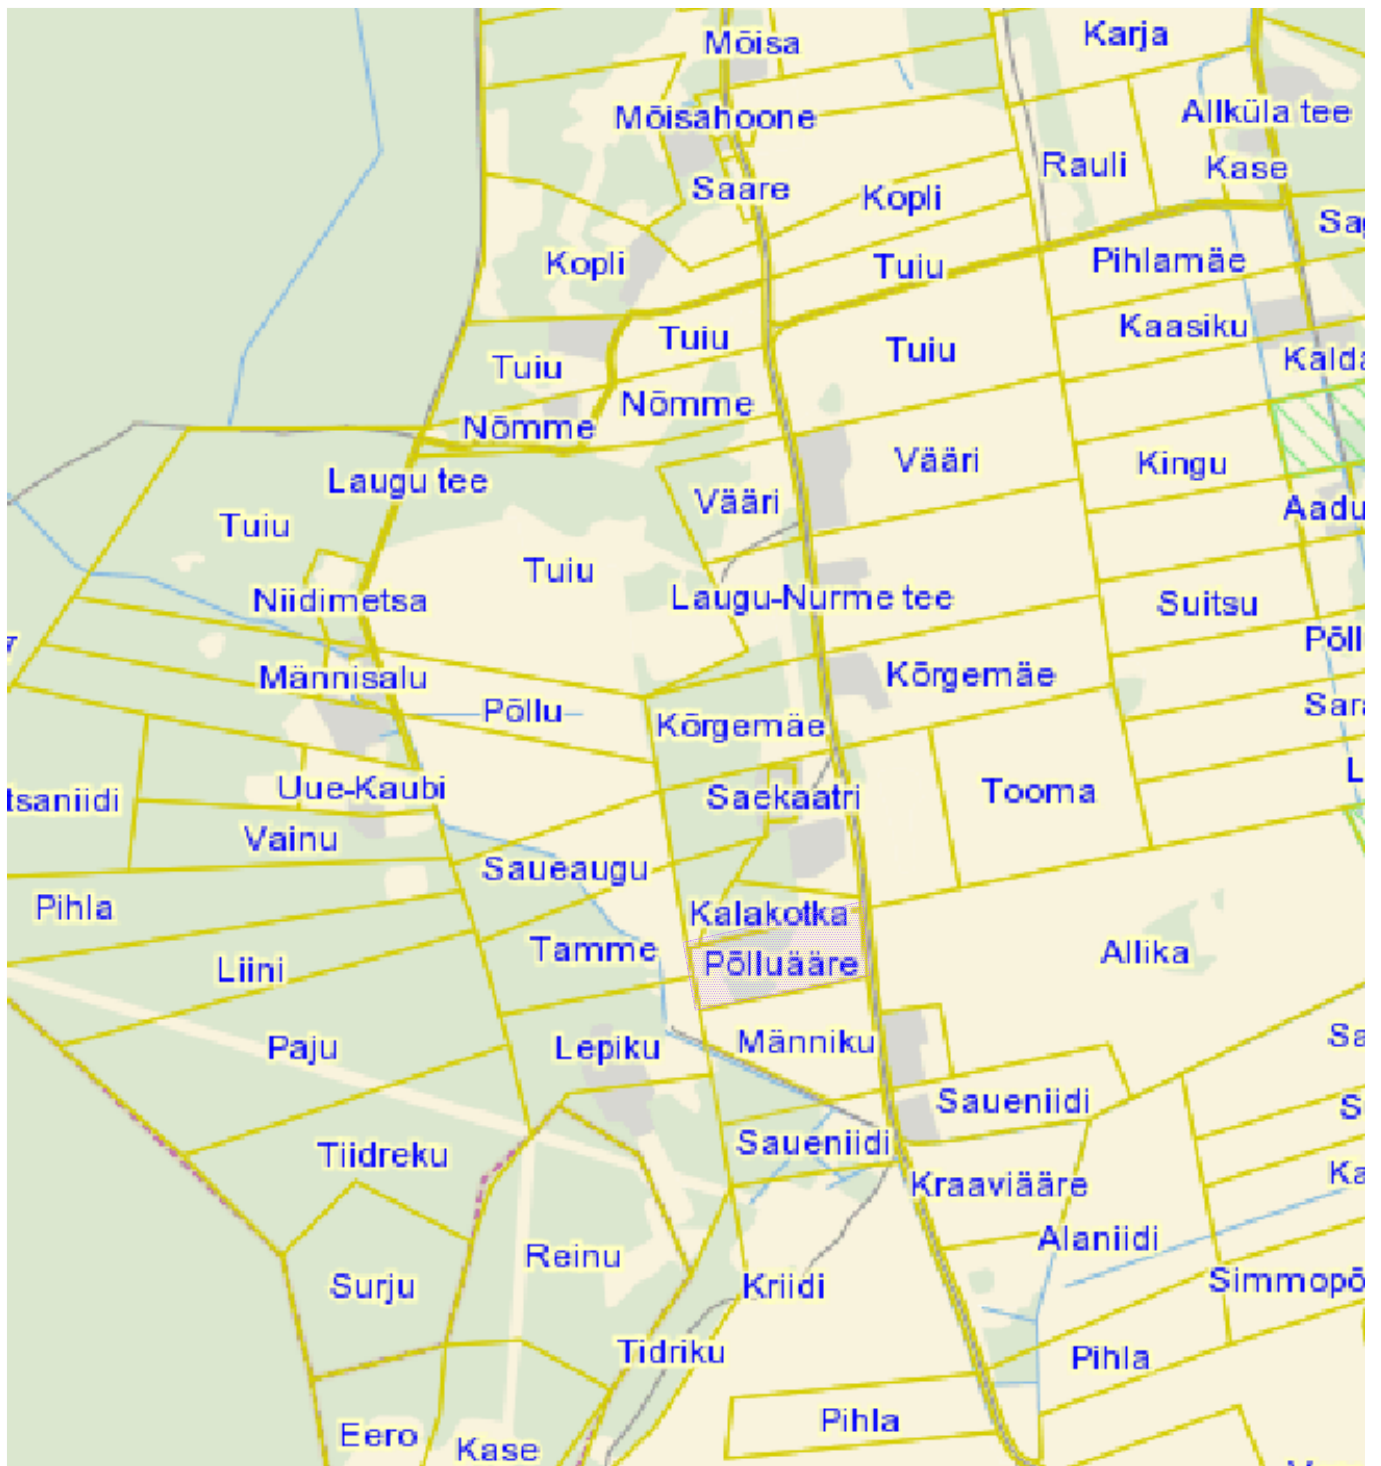 Mõisa
Karja
Mõisahoone
Allküla tee
Rauli
Kase
Saare
Kopli
Kopli
Tuiu
Pihlamäe
Tuiu
Tuiu
Tuiu
Kaasiku
Nõmme
Nõmme
Laugu tee
Vääri
Kingu
Vääri
Tuiu
Tuiu
Aadu
Niidimetsa
Laugu-Nurme tee
Suitsu
Männisalu
Kõrgemäe
Põllu
Kõrgemäe
Uue-Kaubi
Saekaatri
Tooma
tsaniidi
Vainu
Saueaugu
Pihla
Kalakotka
Tamme
Põlluääre
Allika
Liini
Paju
Lepiku
Männiku
Saueniidi
Tiidreku
Saueniidi
Kraaviääre
Alaniidi
Reinu
Surju
Kriidi
Simmopõ
Tidriku
Pihla
Pihla
Eero
Kase